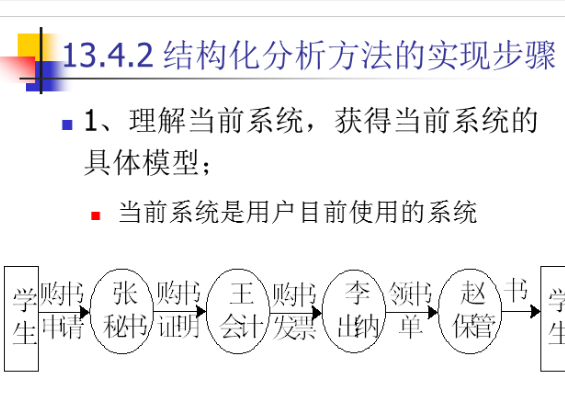 13.4.2 结构化分析方法的实现步骤
1、理解当前系统，获得当前系统的
具体模型；
当前系统是用户目前使用的系统
学生
购书
申请
张
秘书
购书
证明
王
会计
购书
发票
李
出纳
领书
单
赵
保管
书
学生